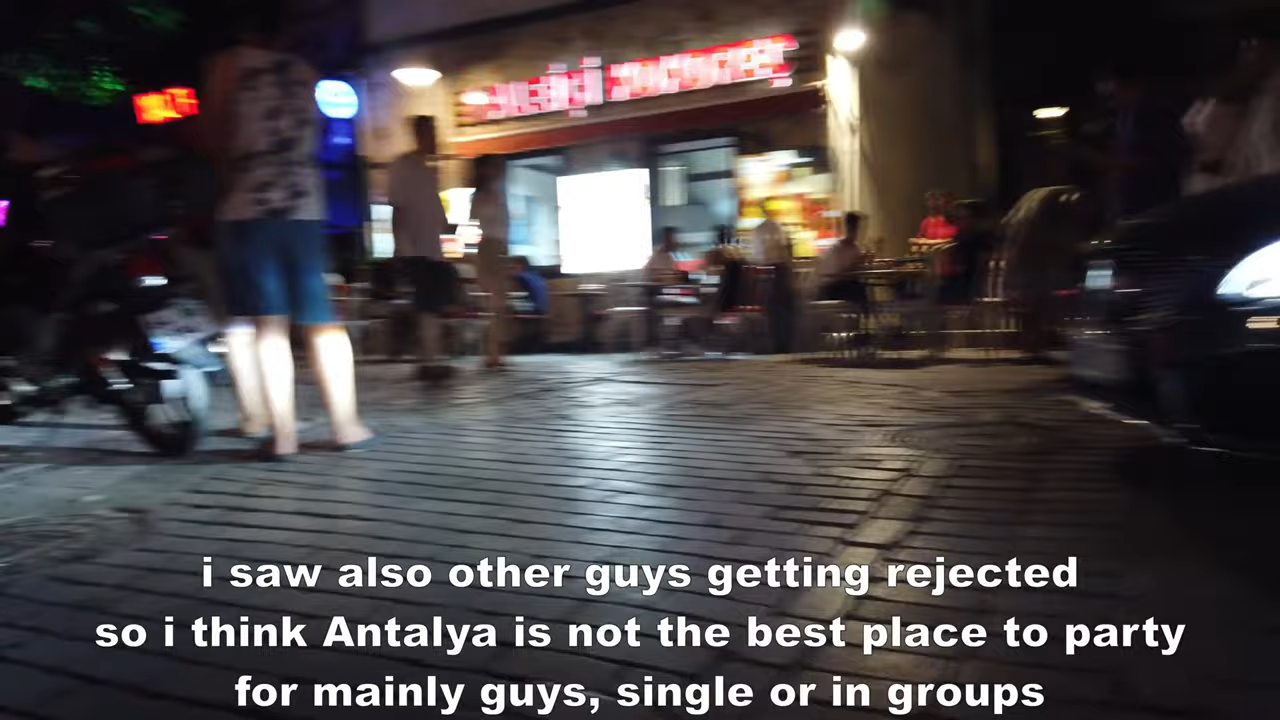 i saw also other guys getting rejected
so i think Antalya is not the best place to party
for mainly guys, single or in groups